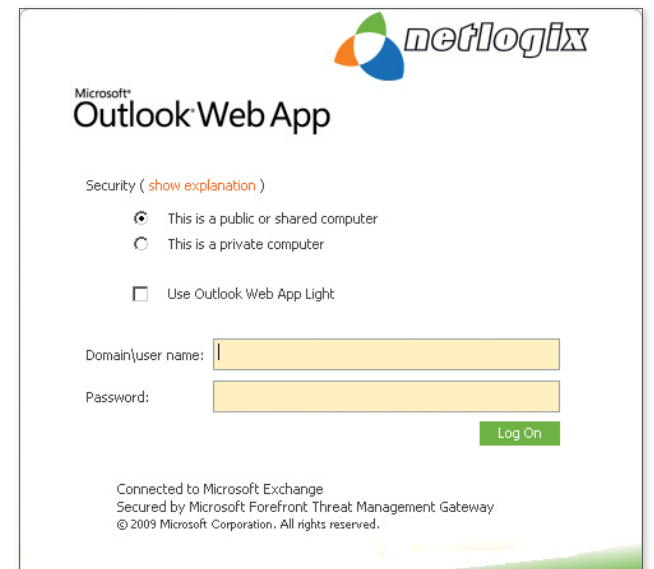 netlogix
Microsoft®
Outlook® Web App
Security ( show explanation )
This is a public or shared computer
This is a private computer
Use Outlook Web App Light
Domain\user name:
Password:
Log On
Connected to Microsoft Exchange
Secured by Microsoft Forefront Threat Management Gateway
© 2009 Microsoft Corporation. All rights reserved.